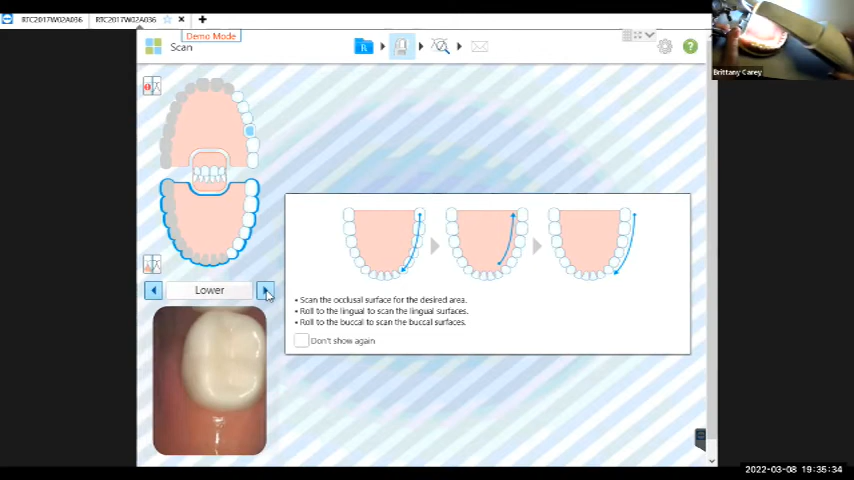 RTC2017W02A036
RTC2017W02A036
Demo Mode
Scan
Brittany Carey
Lower
• Scan the occlusal surface for the desired area.
• Roll to the lingual to scan the lingual surfaces.
• Roll to the buccal to scan the buccal surfaces.
Don't show again
2022-03-08 19:35:34